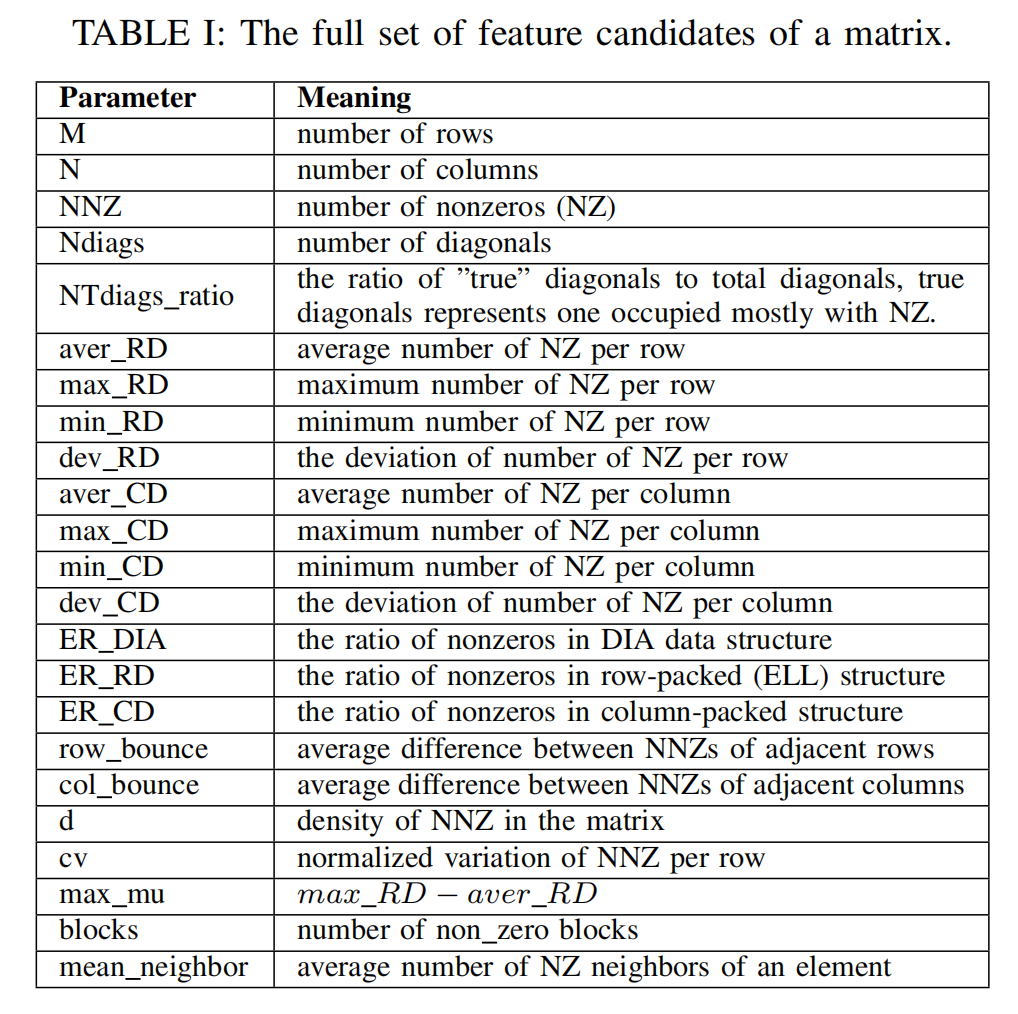 TABLE I: The full set of feature candidates of a matrix.
Parameter Meaning
M number of rows
N number of columns
NNZ number of nonzeros (NZ)
Ndiags number of diagonals
NTdiags_ratio the ratio of ”true” diagonals to total diagonals, true
diagonals represents one occupied mostly with NZ.
aver_RD average number of NZ per row
max_RD maximum number of NZ per row
min_RD minimum number of NZ per row
dev_RD the deviation of number of NZ per row
aver_CD average number of NZ per column
max_CD maximum number of NZ per column
min_CD minimum number of NZ per column
dev_CD the deviation of number of NZ per column
ER_DIA the ratio of nonzeros in DIA data structure
ER_RD the ratio of nonzeros in row-packed (ELL) structure
ER_CD the ratio of nonzeros in column-packed structure
row_bounce average difference between NNZs of adjacent rows
col_bounce average difference between NNZs of adjacent columns
d density of NNZ in the matrix
cv normalized variation of NNZ per row
max_mu max_RD − aver_RD
blocks number of non_zero blocks
mean_neighbor average number of NZ neighbors of an element